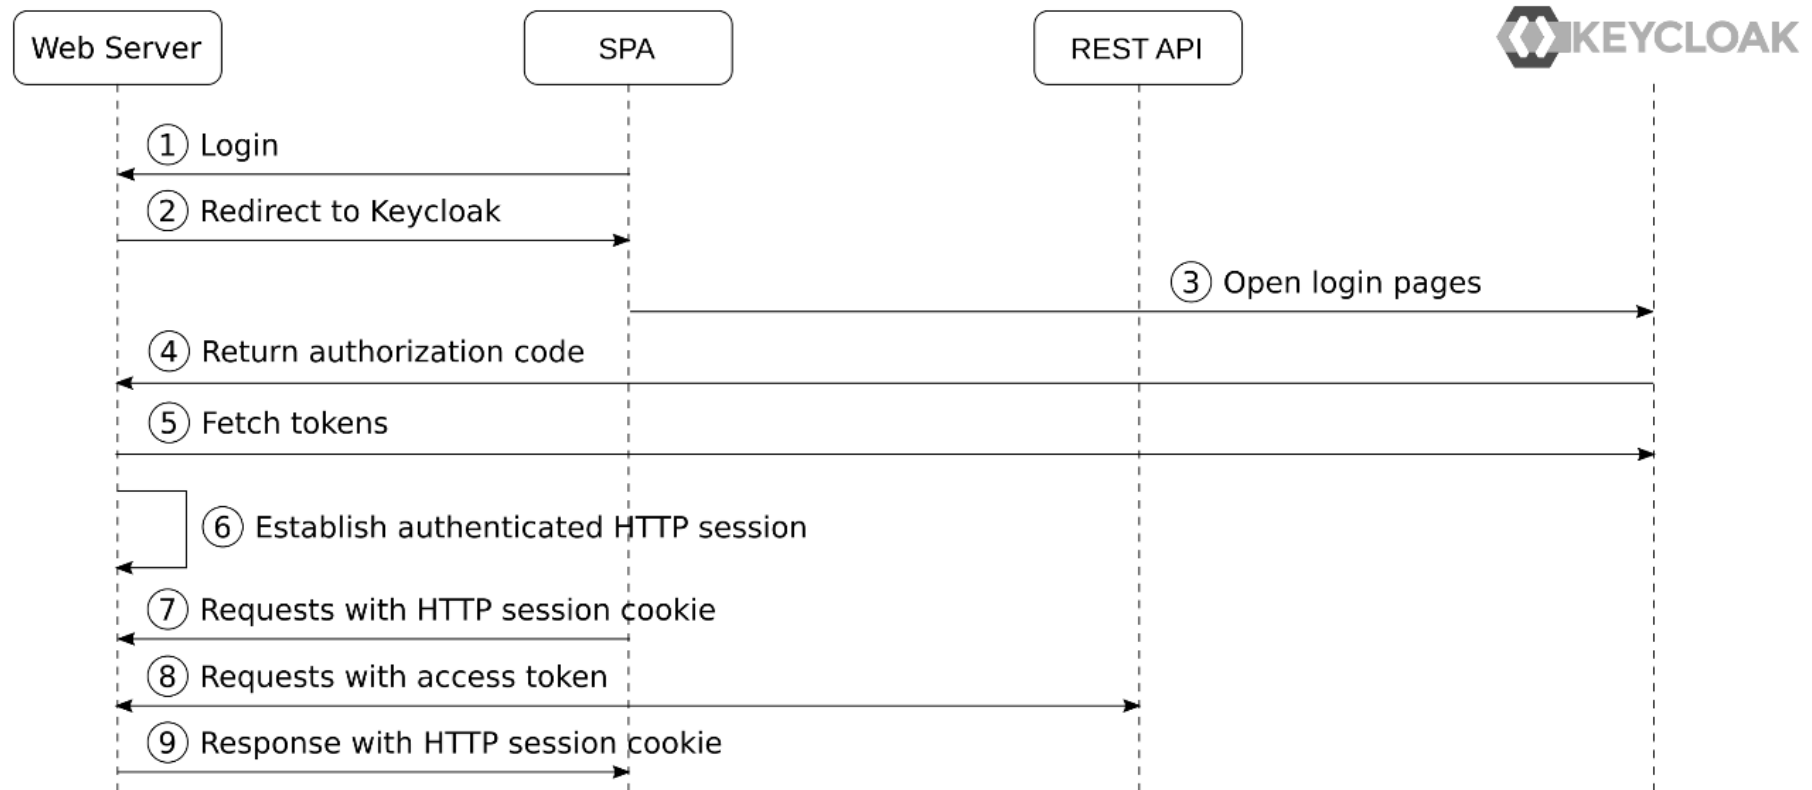 Web Server
SPA
REST API
KEYCLOAK
1 Login
2 Redirect to Keycloak
3 Open login pages
4 Return authorization code
5 Fetch tokens
6 Establish authenticated HTTP session
7 Requests with HTTP session cookie
8 Requests with access token
9 Response with HTTP session cookie